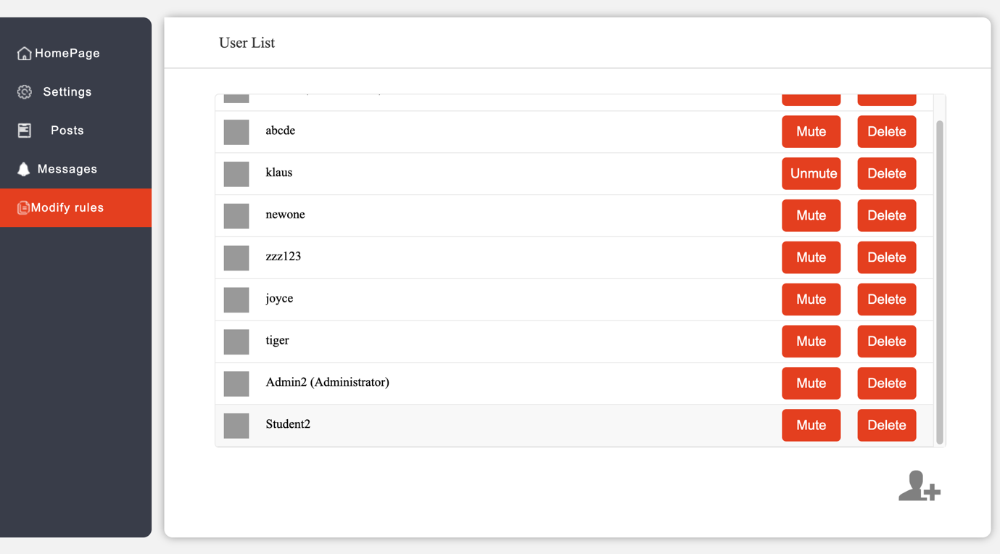 HomePage
Settings
Posts
Messages
Modify rules
User List
abcde Mute Delete
klaus Unmute Delete
newone Mute Delete
zzz123 Mute Delete
joyce Mute Delete
tiger Mute Delete
Admin2 (Administrator) Mute Delete
Student2 Mute Delete